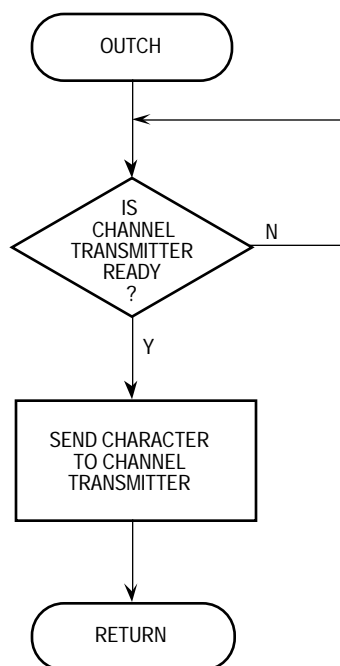 OUTCH
IS
CHANNEL
TRANSMITTER
READY
?
N
Y
SEND CHARACTER
TO CHANNEL
TRANSMITTER
RETURN